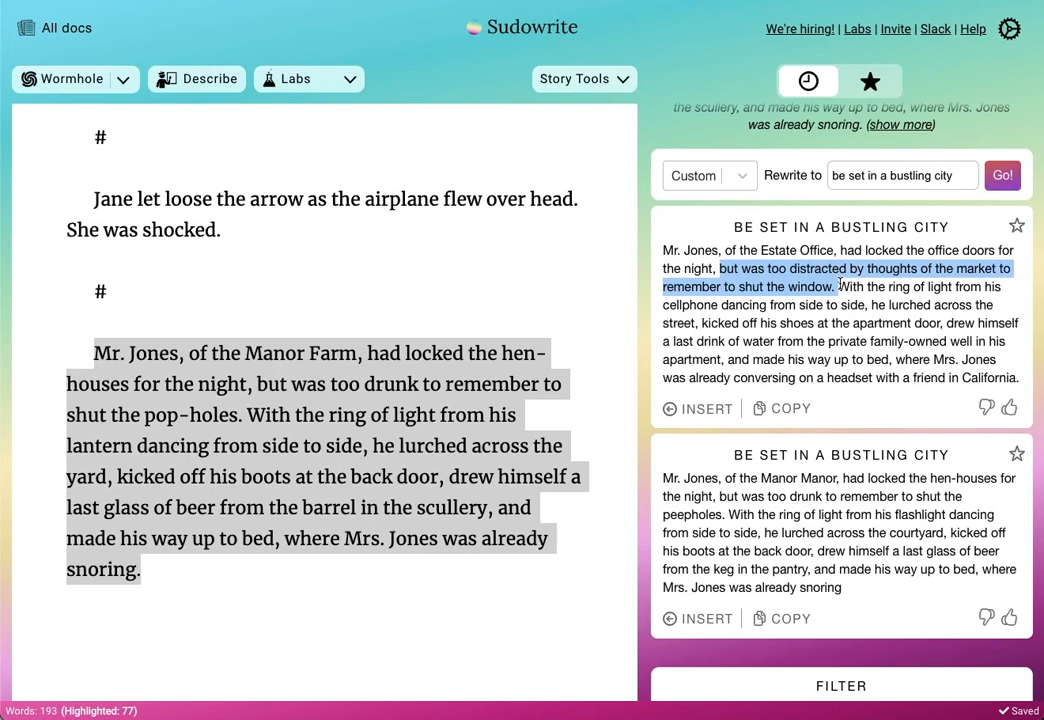 All docs
Sudowrite
We're hiring! | Labs | Invite | Slack | Help
Wormhole
Describe
Labs
Story Tools
#
Jane let loose the arrow as the airplane flew over head.
She was shocked.
#
Mr. Jones, of the Manor Farm, had locked the hen-
houses for the night, but was too drunk to remember to
shut the pop-holes. With the ring of light from his
lantern dancing from side to side, he lurched across the
yard, kicked off his boots at the back door, drew himself a
last glass of beer from the barrel in the scullery, and
made his way up to bed, where Mrs. Jones was already
snoring.
the scullery, and made his way up to bed, where Mrs. Jones
was already snoring. (show more)
Custom
Rewrite to
be set in a bustling city
Go!
BE SET IN A BUSTLING CITY
Mr. Jones, of the Estate Office, had locked the office doors for
the night, but was too distracted by thoughts of the market to
remember to shut the window. With the ring of light from his
cellphone dancing from side to side, he lurched across the
street, kicked off his shoes at the apartment door, drew himself
a last drink of water from the private family-owned well in his
apartment, and made his way up to bed, where Mrs. Jones
was already conversing on a headset with a friend in California.
INSERT
COPY
BE SET IN A BUSTLING CITY
Mr. Jones, of the Manor Manor, had locked the hen-houses for
the night, but was too drunk to remember to shut the
peepholes. With the ring of light from his flashlight dancing
from side to side, he lurched across the courtyard, kicked off
his boots at the back door, drew himself a last glass of beer
from the keg in the pantry, and made his way up to bed, where
Mrs. Jones was already snoring
INSERT
COPY
FILTER
Words: 193 (Highlighted: 77)
Saved